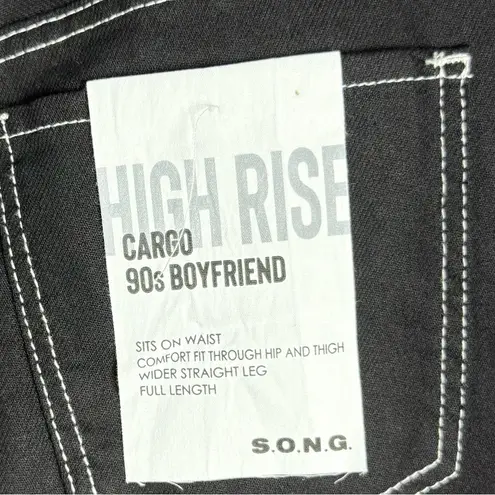 HIGH RISE
CARGO
90s BOYFRIEND
SITS ON WAIST
COMFORT FIT THROUGH HIP AND THIGH
WIDER STRAIGHT LEG
FULL LENGTH
S.O.N.G.